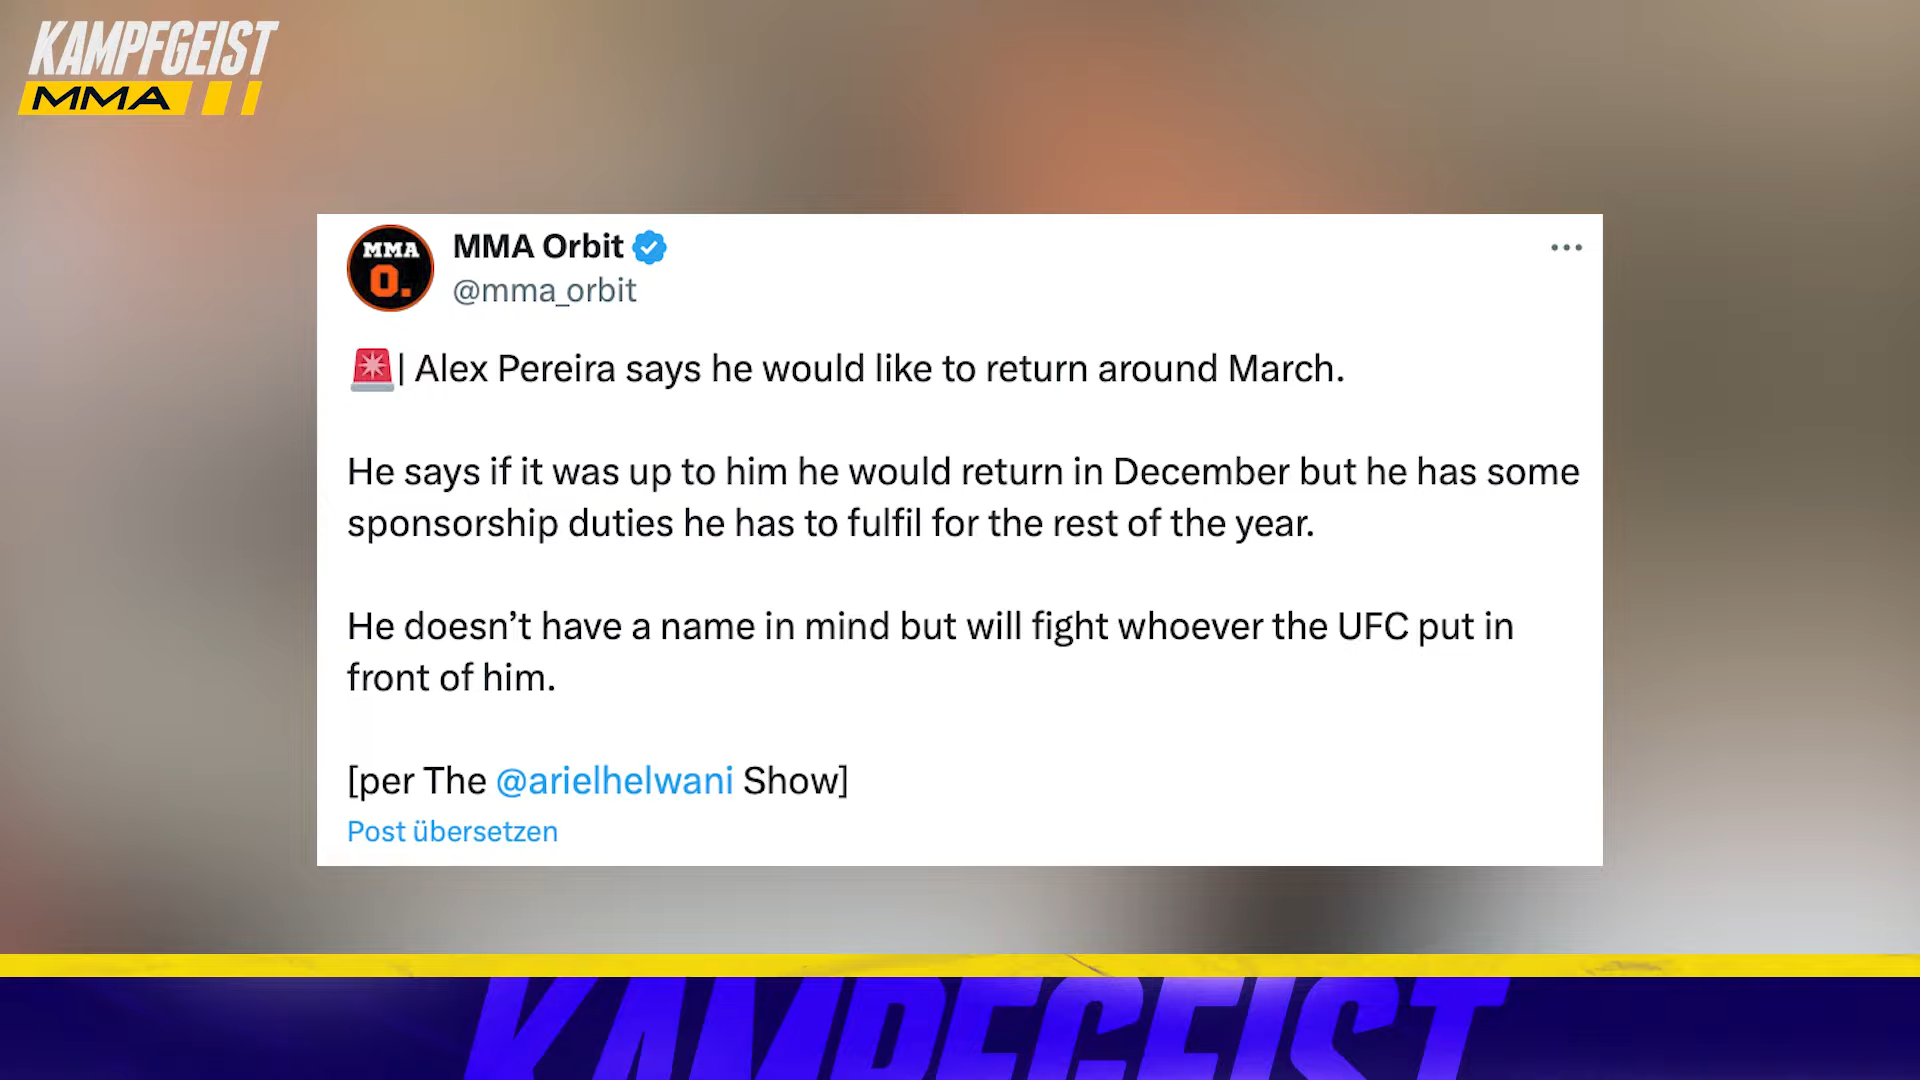 KAMPFGEIST
MMA
MMA
O.
MMA Orbit
@mma_orbit
🚨| Alex Pereira says he would like to return around March.
He says if it was up to him he would return in December but he has some
sponsorship duties he has to fulfil for the rest of the year.
He doesn’t have a name in mind but will fight whoever the UFC put in
front of him.
[per The @arielhelwani Show]
Post übersetzen
KAMPFGEIST